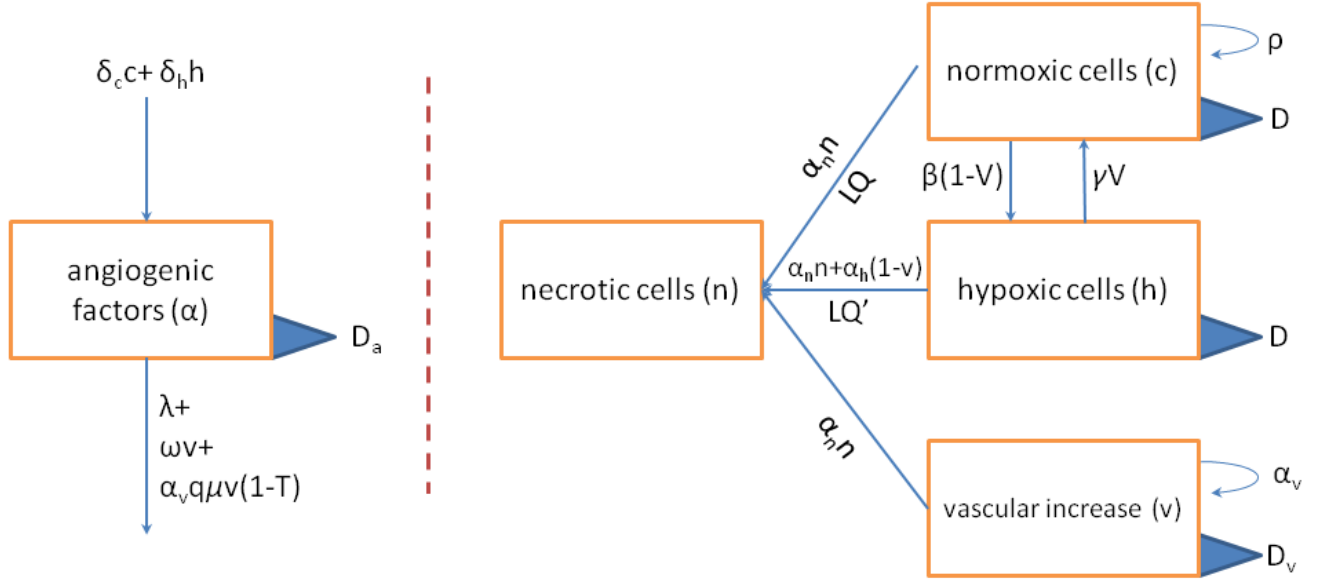 δcc+ δhh
angiogenic
factors (α)
Da
λ+
ωv+
αvqμv(1-T)
normoxic cells (c)
ρ
D
αnn
LQ
β(1-V)
γV
necrotic cells (n)
αnn+αh(1-v)
LQ’
hypoxic cells (h)
D
αnn
vascular increase (v)
αv
Dv